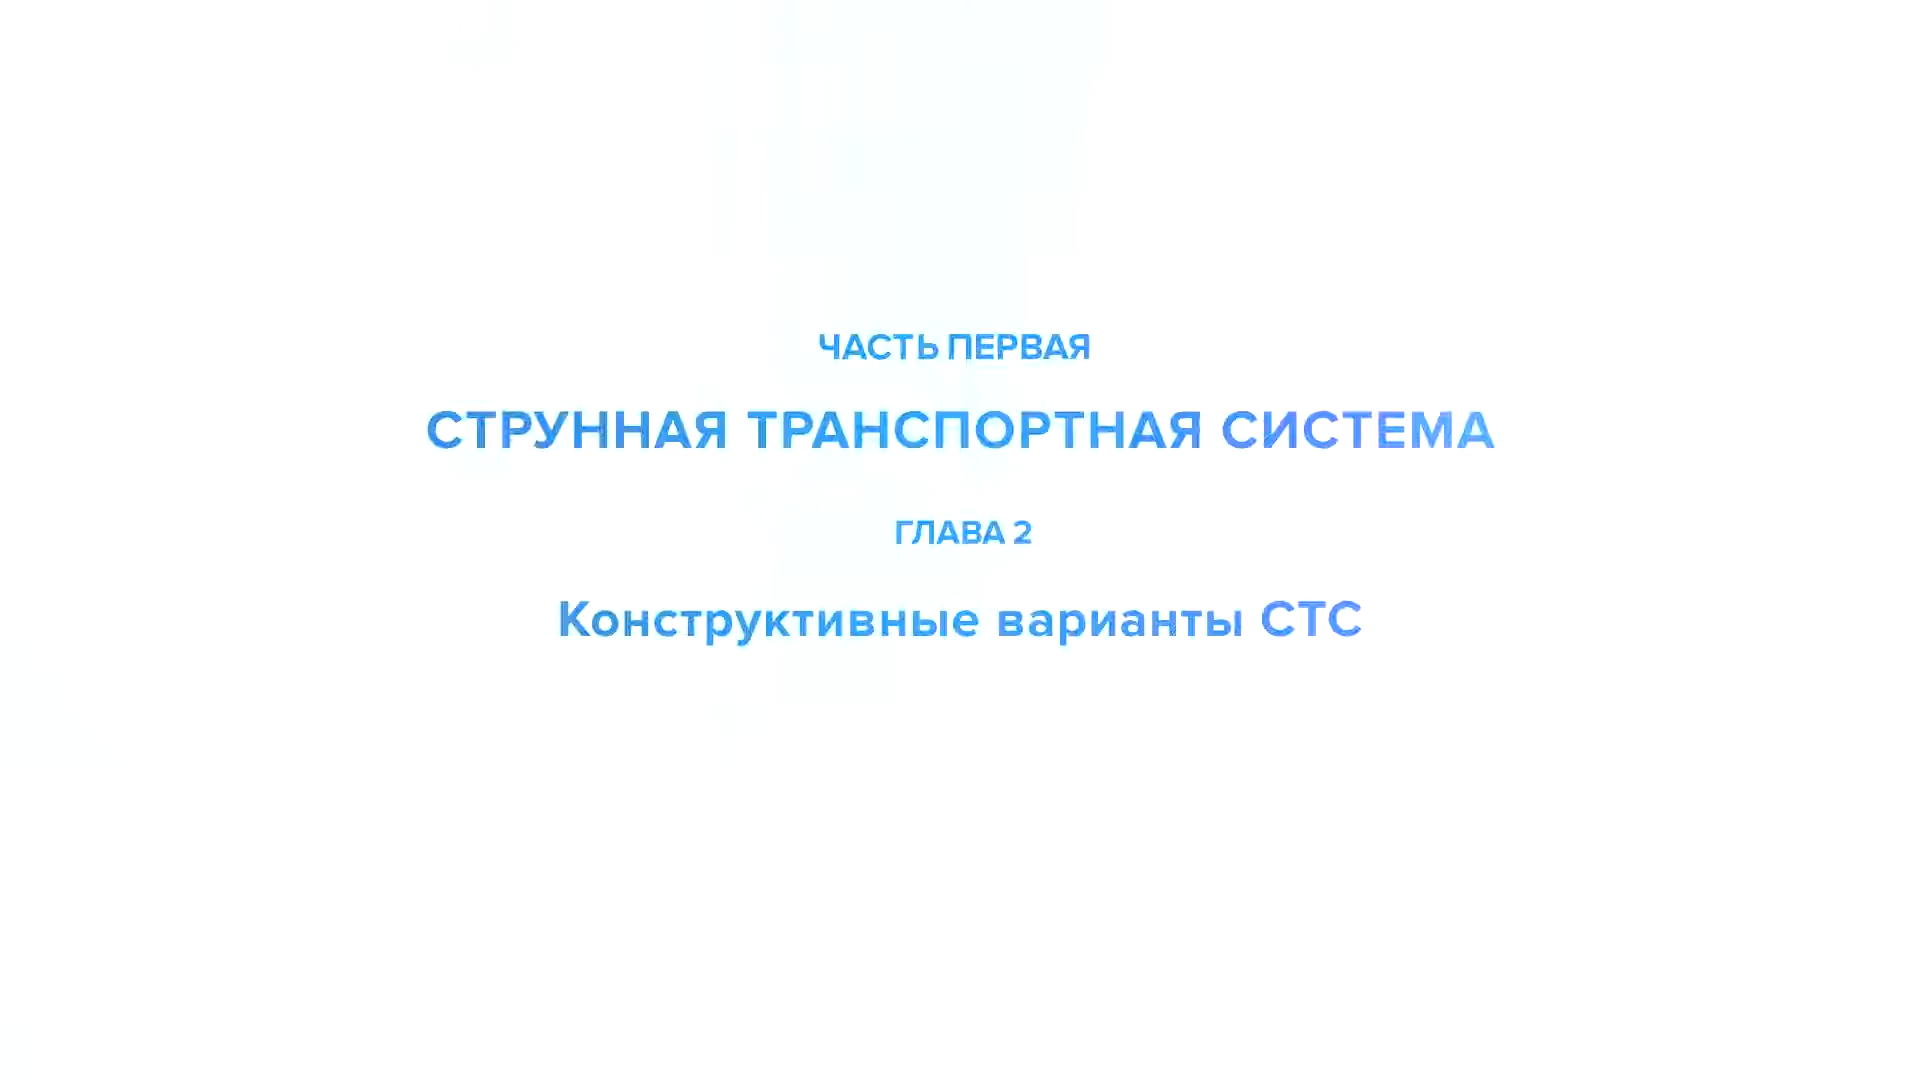 ЧАСТЬ ПЕРВАЯ
СТРУННАЯ ТРАНСПОРТНАЯ СИСТЕМА
ГЛАВА 2
Конструктивные варианты СТС